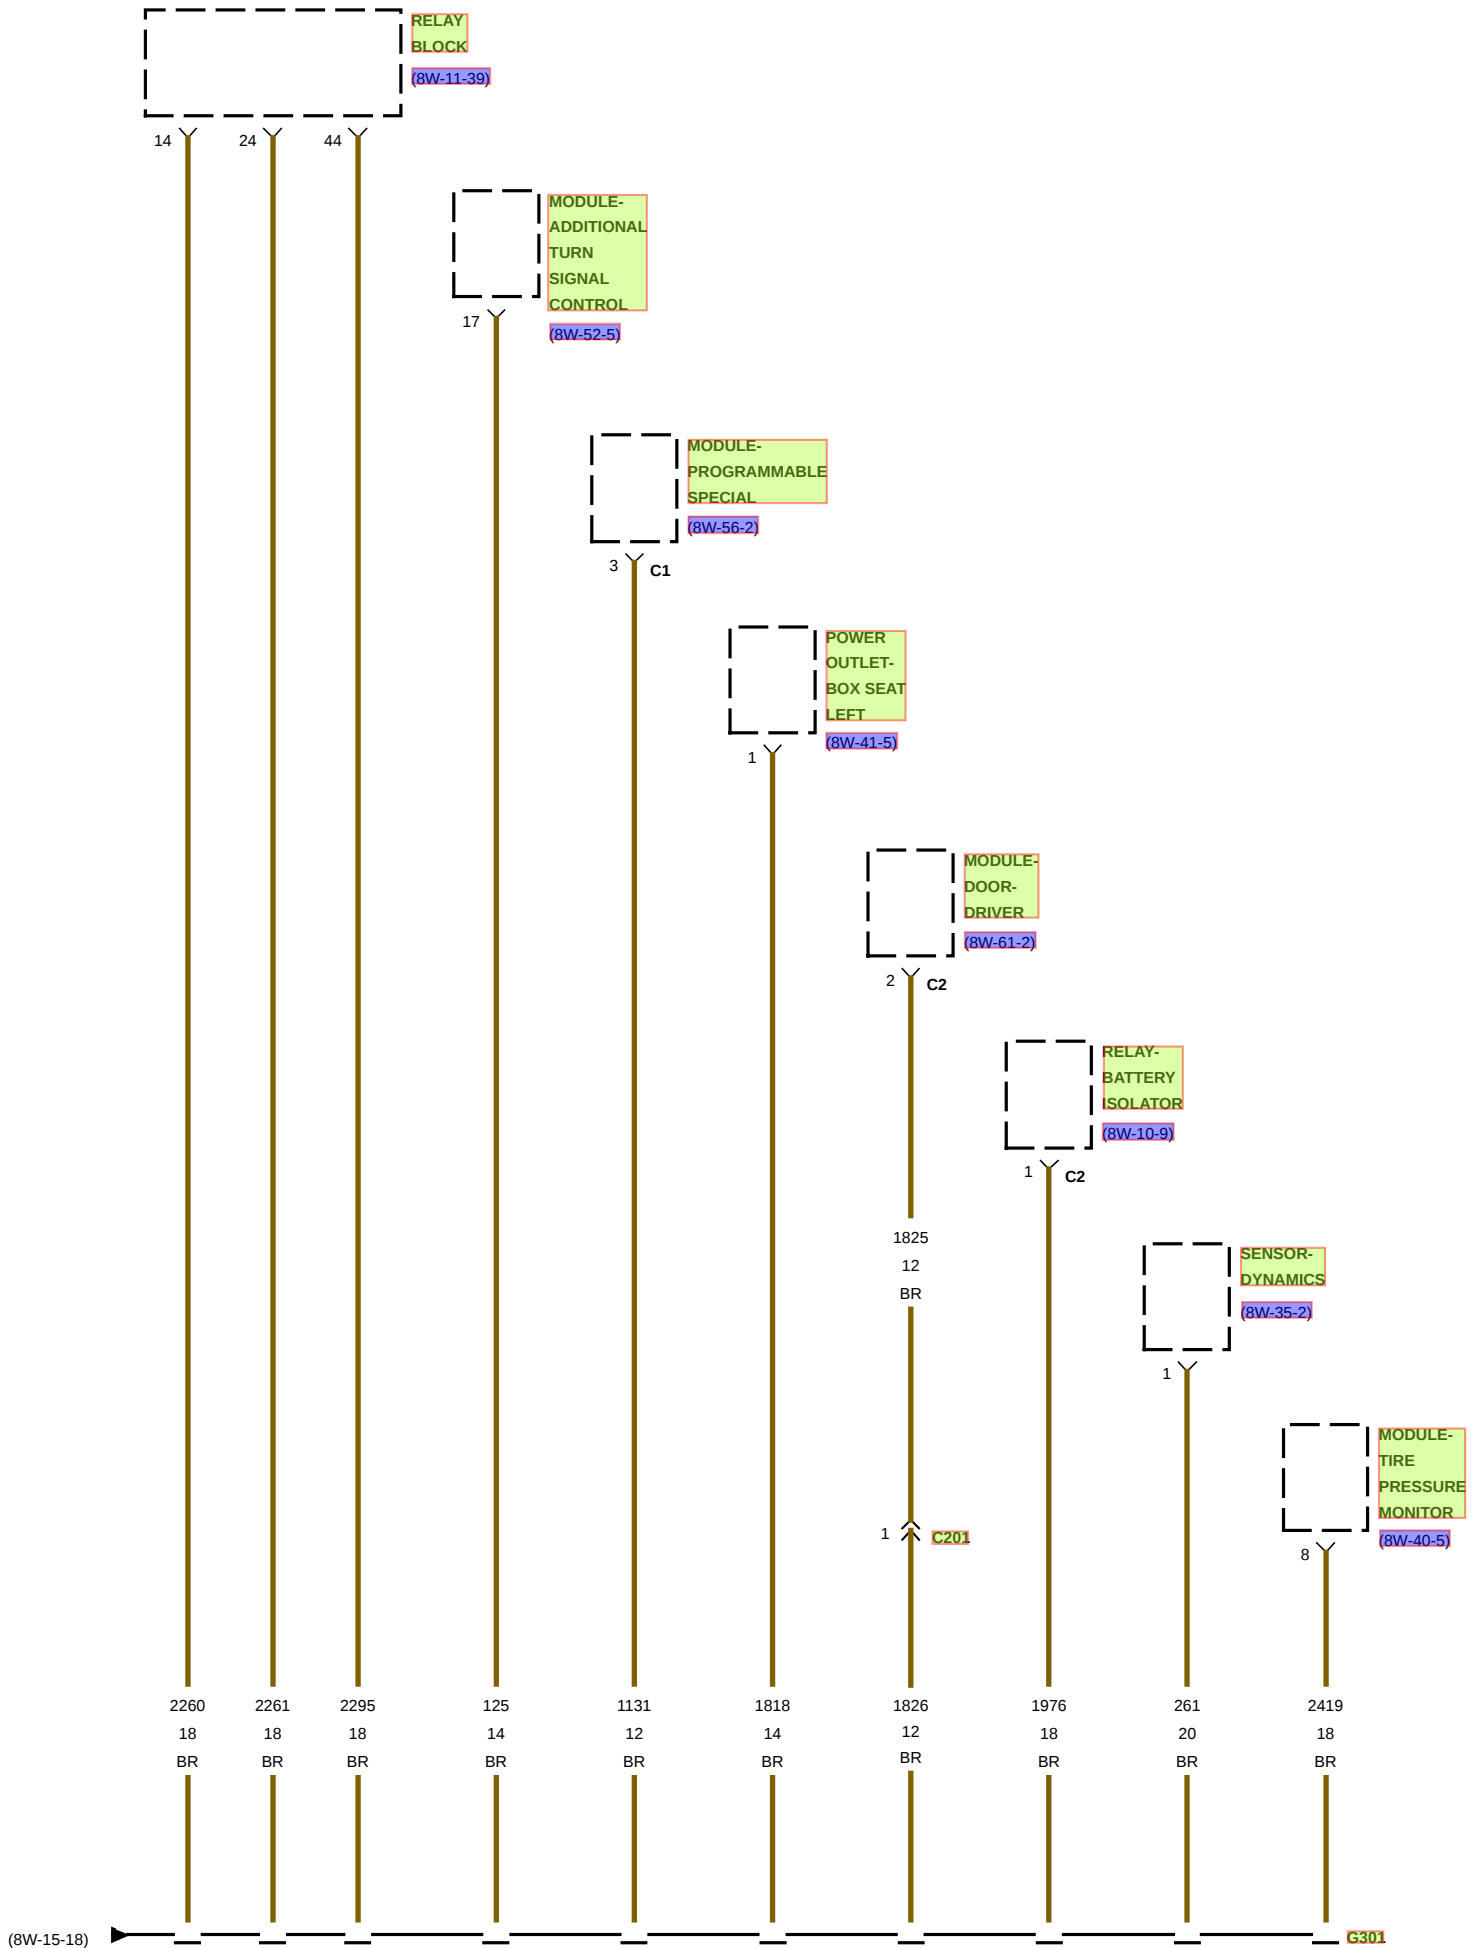 RELAY
BLOCK
(8W-11-39)
14
24
44
MODULE-
ADDITIONAL
TURN
SIGNAL
CONTROL
17
(8W-52-5)
MODULE-
PROGRAMMABLE
SPECIAL
(8W-56-2)
3
C1
POWER
OUTLET-
BOX SEAT
LEFT
(8W-41-5)
1
MODULE-
DOOR-
DRIVER
(8W-61-2)
2
C2
RELAY-
BATTERY
ISOLATOR
(8W-10-9)
1
C2
1825
12
BR
SENSOR-
DYNAMICS
(8W-35-2)
1
MODULE-
TIRE
PRESSURE
MONITOR
(8W-40-5)
8
1
C201
2260
18
BR
2261
18
BR
2295
18
BR
125
14
BR
1131
12
BR
1818
14
BR
1826
12
BR
1976
18
BR
261
20
BR
2419
18
BR
(8W-15-18)
G301